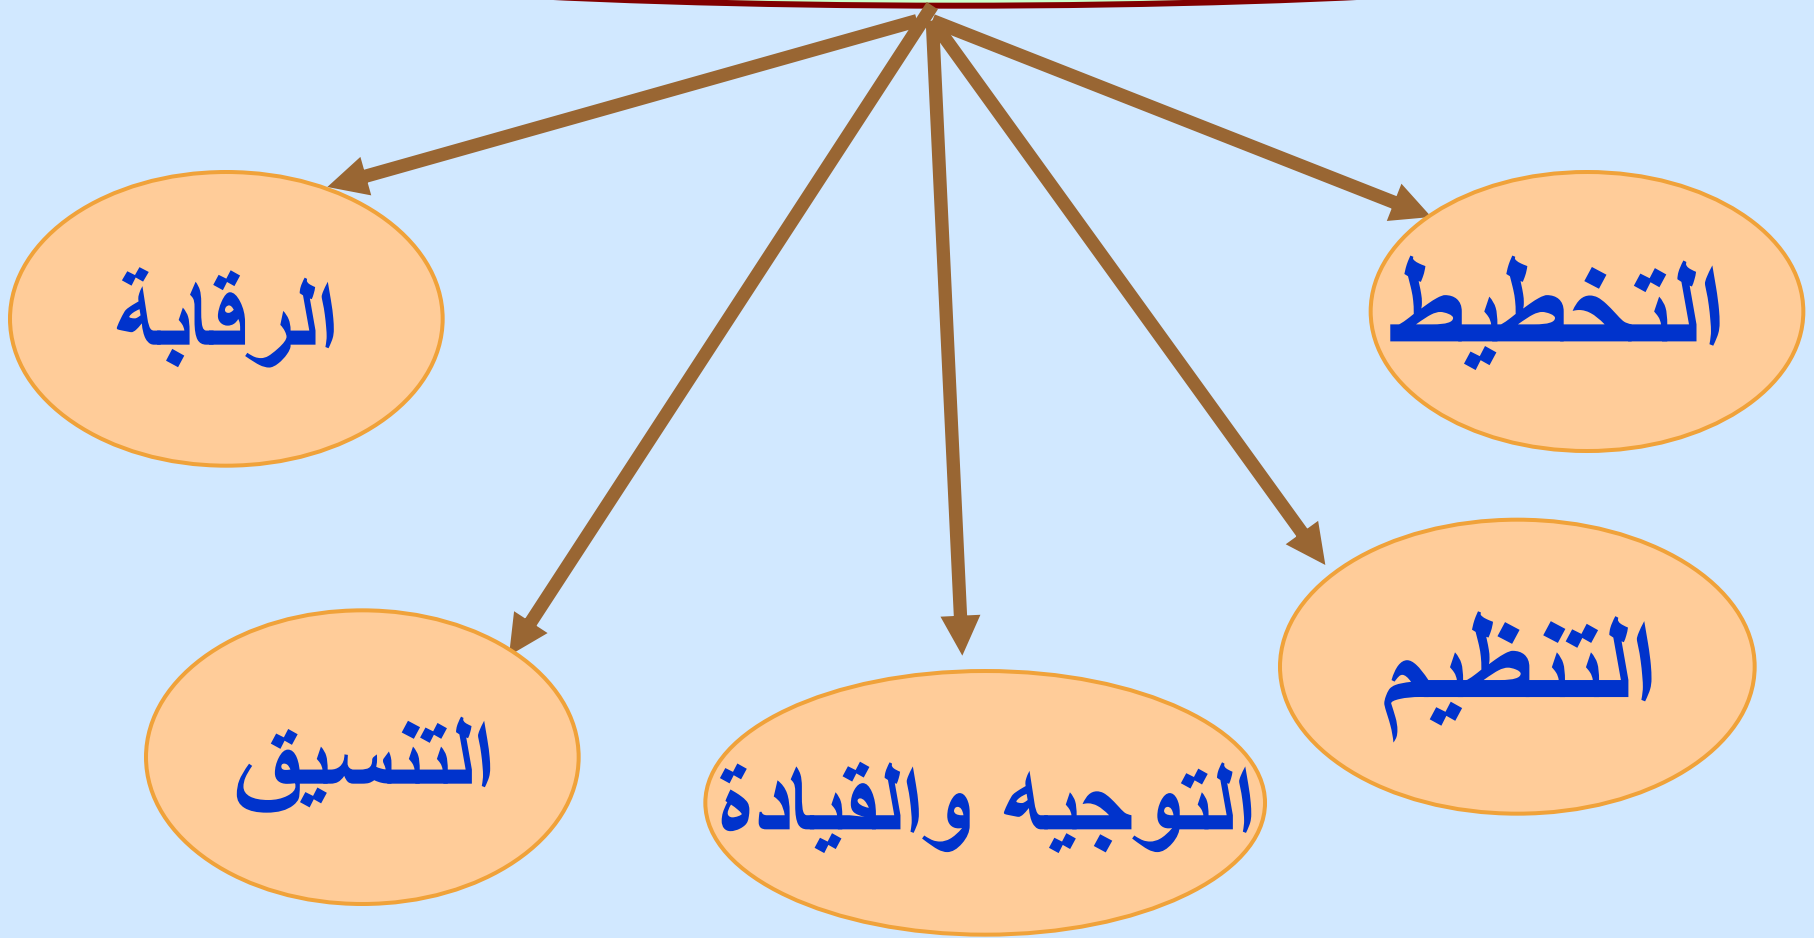 التخطيط
التنظيم
التوجيه والقيادة
التنسيق
الرقابة